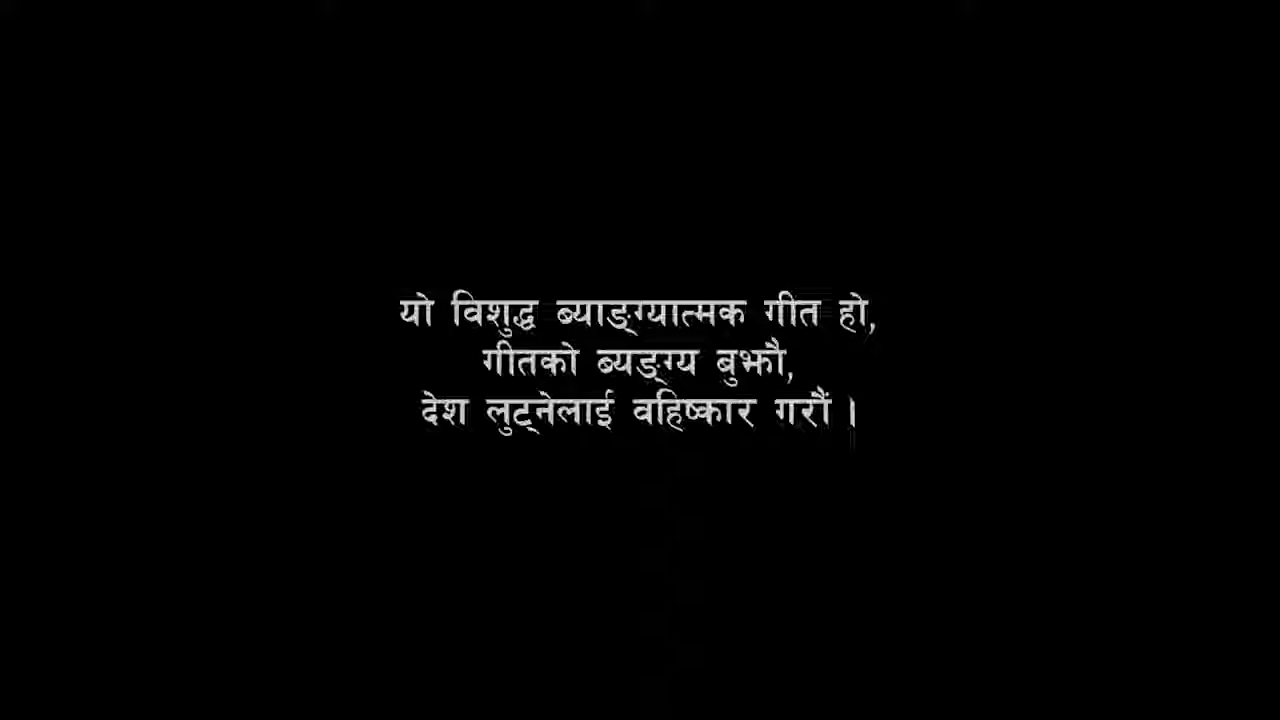 यो विशुद्ध ब्याङ्ग्यात्मक गीत हो,
गीतको ब्यङ्ग्य बुझौ,
देश लुट्नेलाई वहिष्कार गरौं ।